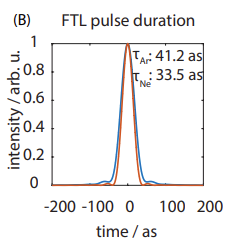 (B) FTL pulse duration
intensity / arb. u.
1
0.8
0.6
0.4
0.2
0
τAr: 41.2 as
τNe: 33.5 as
-200 -100 0 100 200
time / as